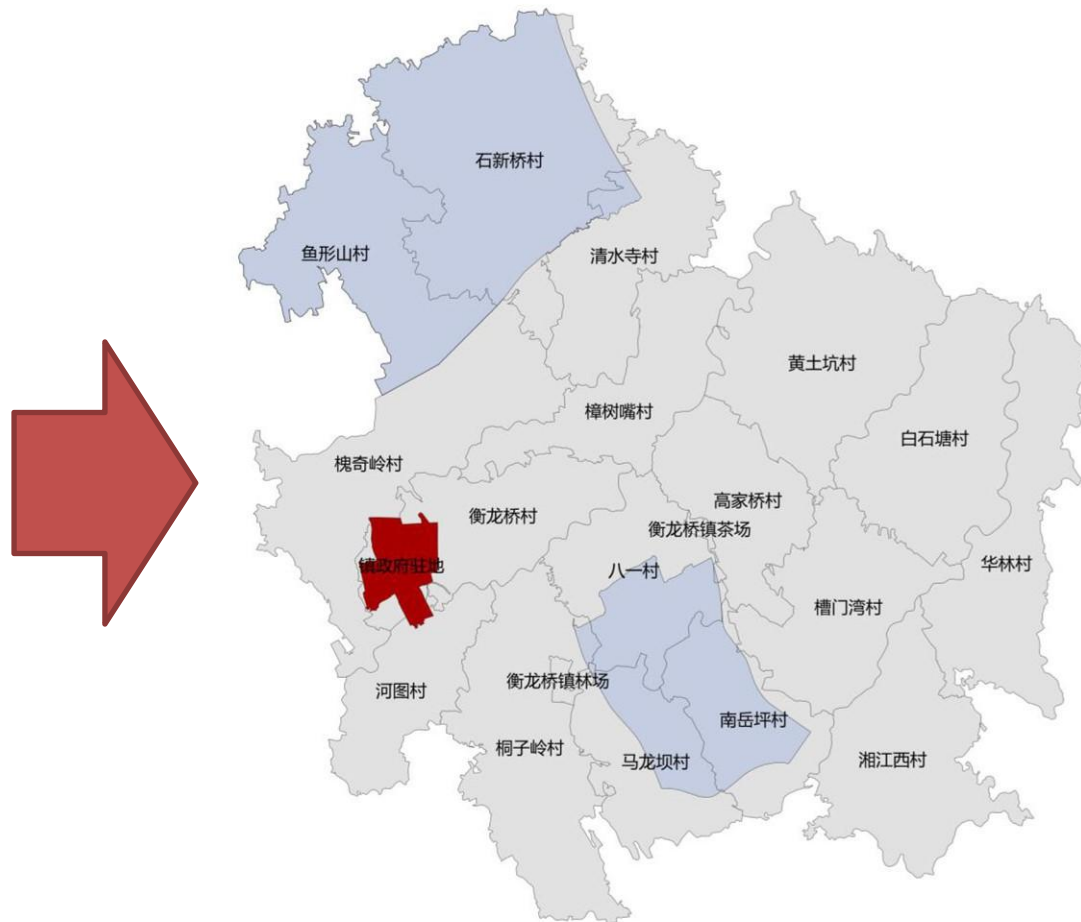 石新桥村
鱼形山村
清水寺村
黄土坑村
樟树嘴村
白石塘村
槐奇岭村
高家桥村
衡龙桥村
衡龙桥镇茶场
华林村
镇政府驻地
八一村
槽门湾村
衡龙桥镇林场
河图村
南岳坪村
桐子岭村
马龙坝村
湘江西村